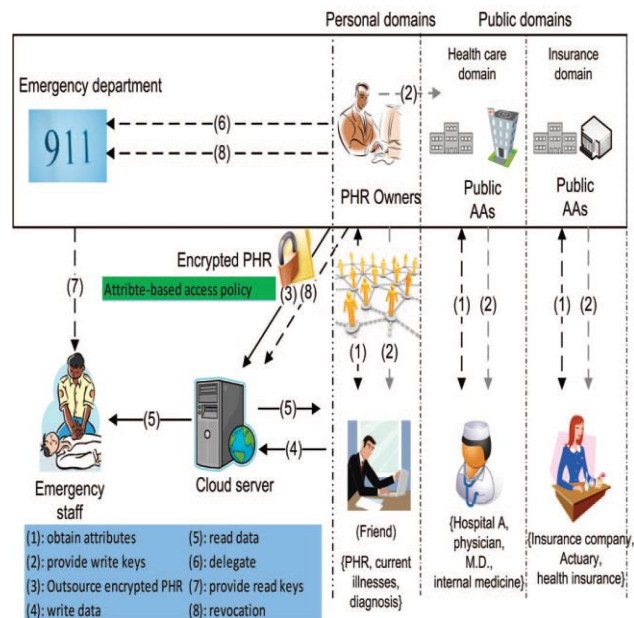 Personal domains
Public domains
Health care
domain
Insurance
domain
Emergency department
911
(2)
(6)
(8)
PHR Owners
Public
AAs
Public
AAs
Encrypted PHR
Attribte-based access policy
(3) (8)
(7)
(1)
(2)
(1)
(2)
(1)
(2)
(5)
(5)
(4)
Emergency
staff
Cloud server
(Friend)
{PHR, current
illnesses,
diagnosis}
{Hospital A,
physician,
M.D.,
internal medicine}
{Insurance company,
Actuary,
health insurance}
(1): obtain attributes
(2): provide write keys
(3): Outsource encrypted PHR
(4): write data
(5): read data
(6): delegate
(7): provide read keys
(8): revocation